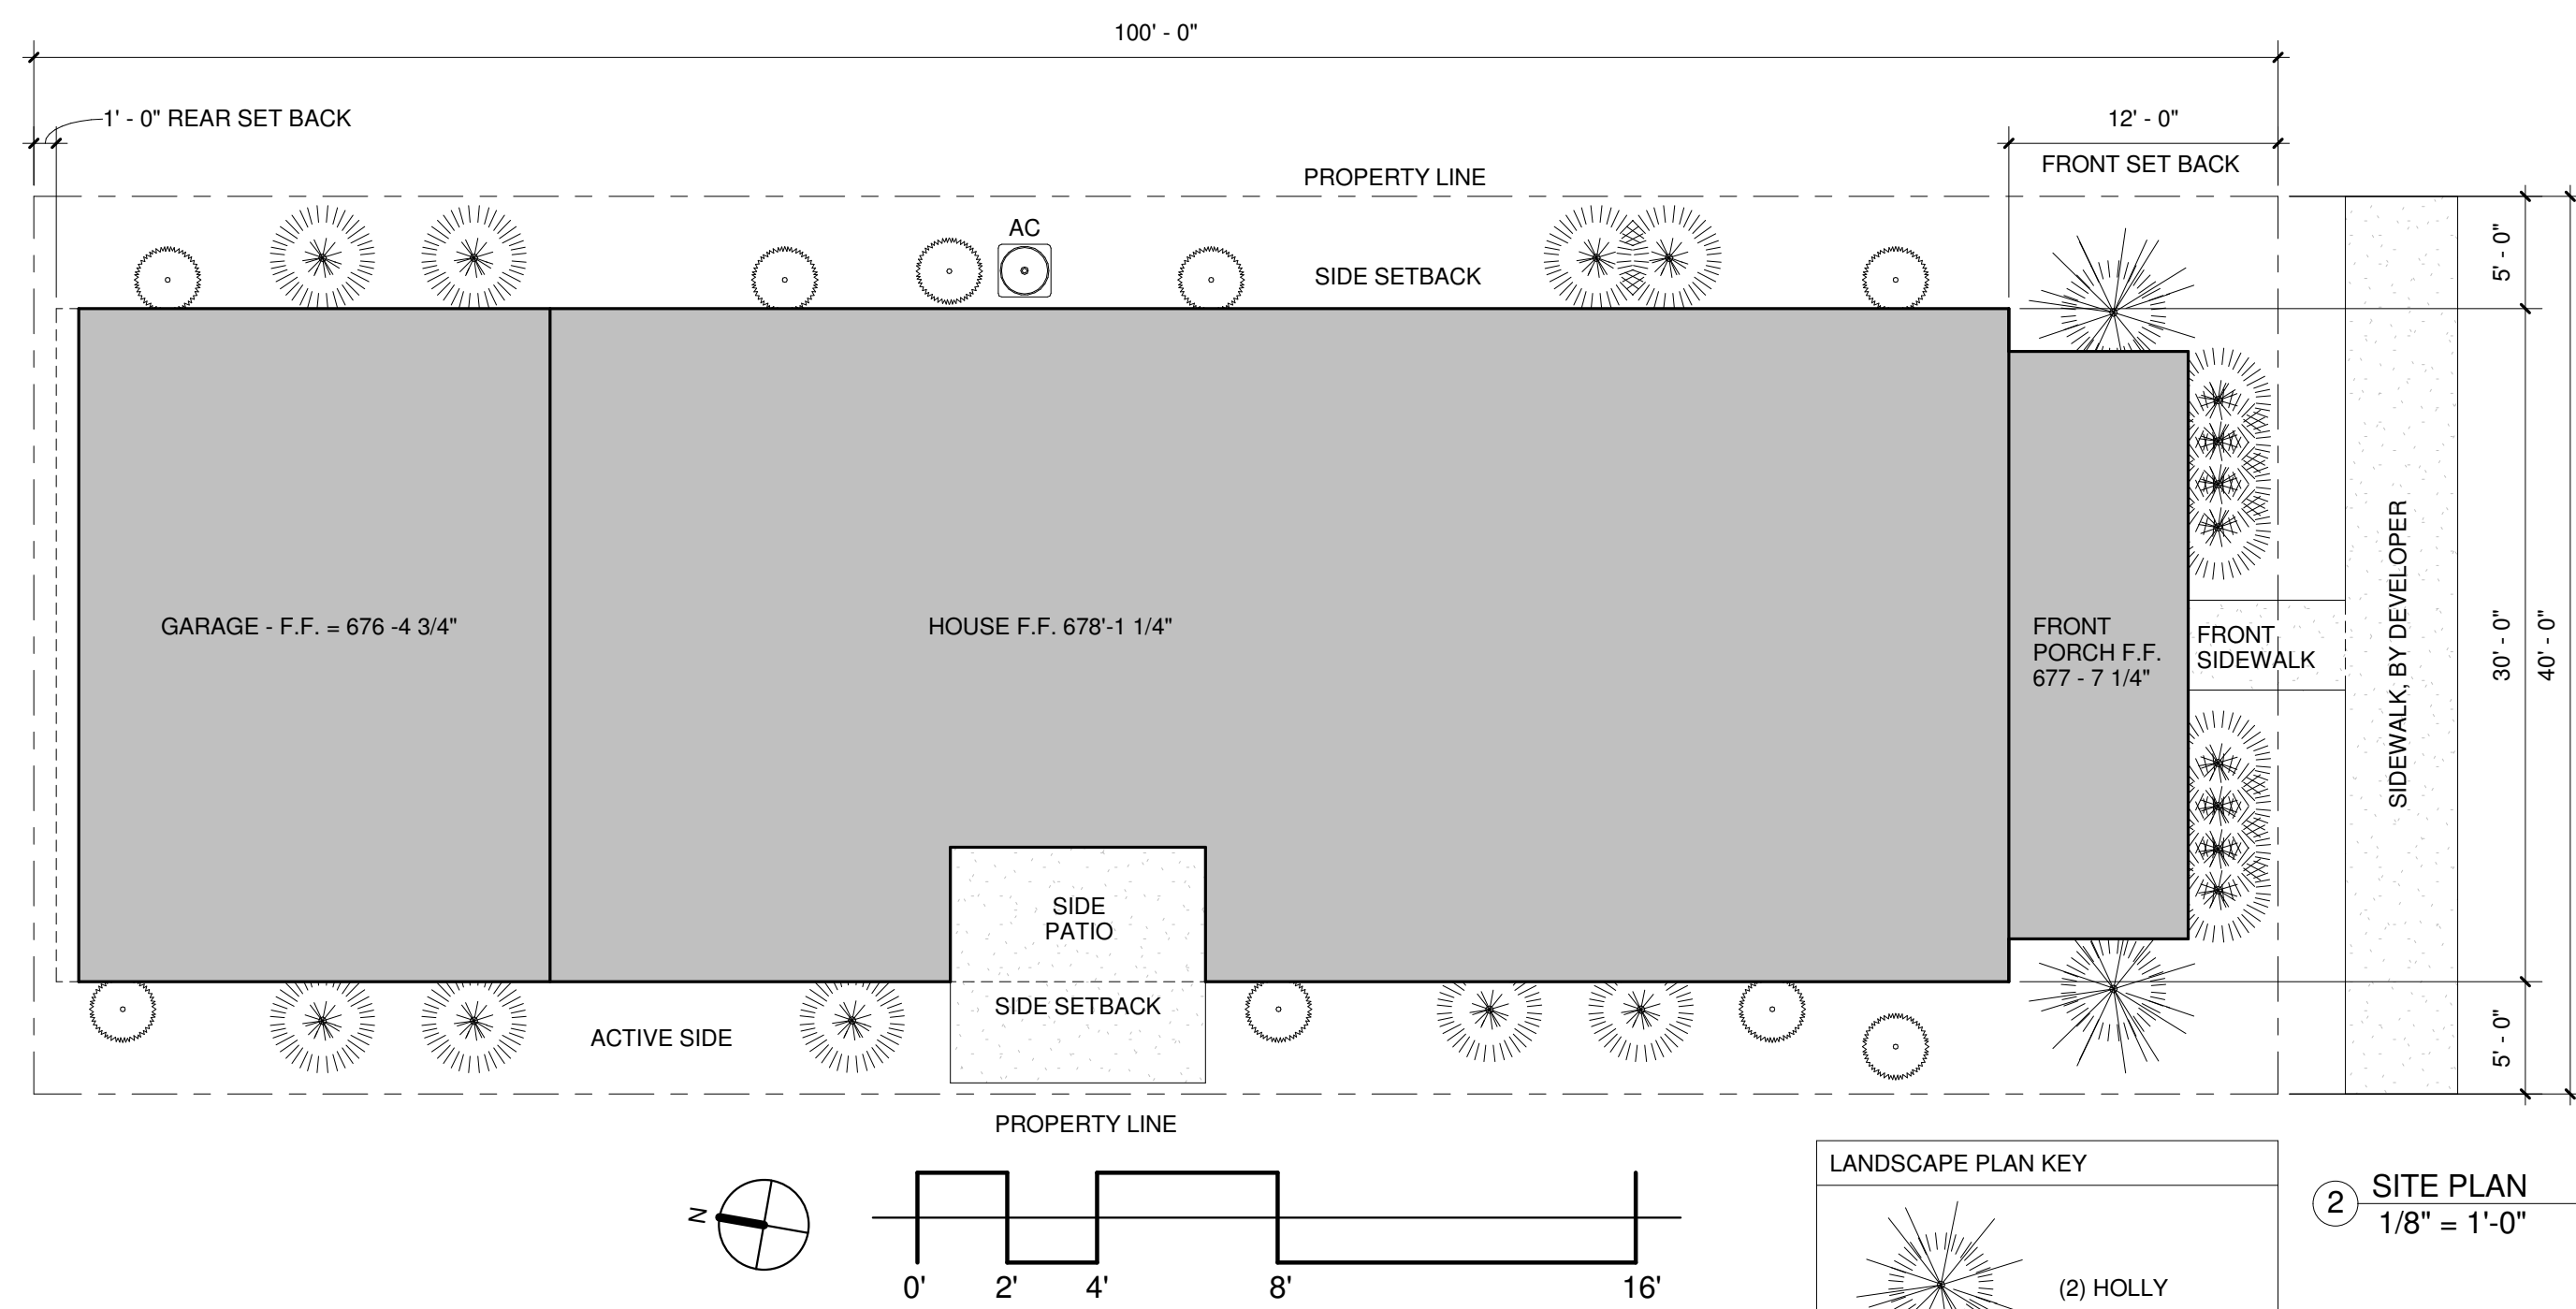 100' - 0"
1' - 0" REAR SET BACK
12' - 0"
FRONT SET BACK
PROPERTY LINE
AC
SIDE SETBACK
5' - 0"
GARAGE - F.F. = 676 -4 3/4"
HOUSE F.F. 678'-1 1/4"
FRONT
PORCH F.F.
677 - 7 1/4"
FRONT
SIDEWALK
SIDEWALK, BY DEVELOPER
30' - 0"
40' - 0"
SIDE
PATIO
SIDE SETBACK
ACTIVE SIDE
5' - 0"
PROPERTY LINE
N
0' 2' 4' 8' 16'
LANDSCAPE PLAN KEY
(2) HOLLY
2 SITE PLAN
1/8" = 1'-0"